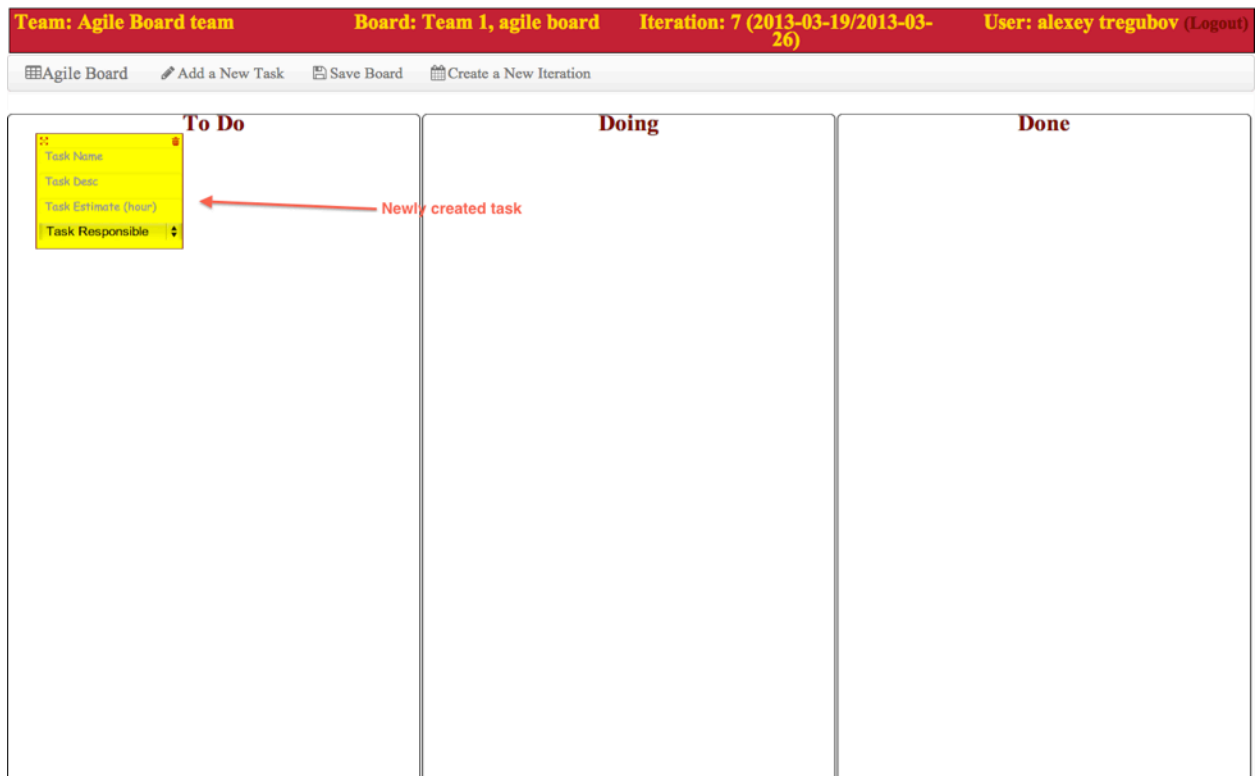 Team: Agile Board team
Board: Team 1, agile board
Iteration: 7 (2013-03-19/2013-03-
26)
User: alexey tregubov (Logout)
Agile Board
Add a New Task
Save Board
Create a New Iteration
To Do
Task Name
Task Desc
Task Estimate (hour)
Task Responsible
Newly created task
Doing
Done